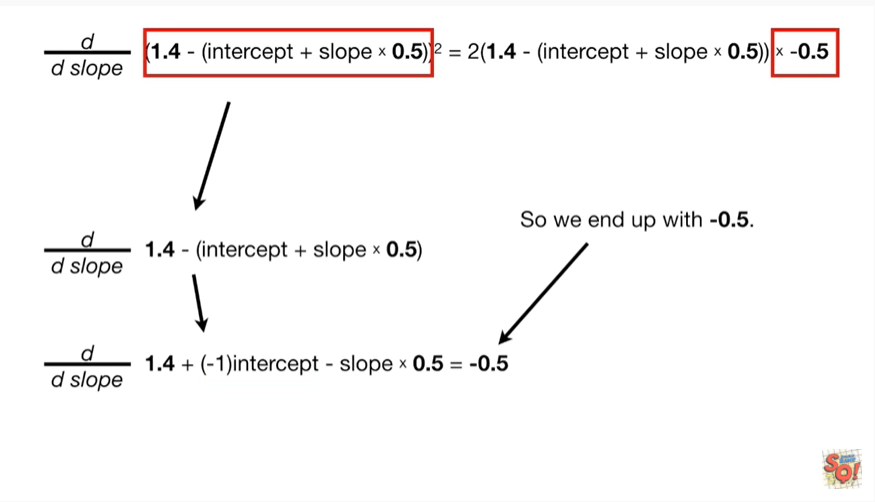 d/d slope (1.4 - (intercept + slope × 0.5))² = 2(1.4 - (intercept + slope × 0.5)) × -0.5
So we end up with -0.5.
d/d slope 1.4 - (intercept + slope × 0.5)
d/d slope 1.4 + (-1)intercept - slope × 0.5 = -0.5
SQ!